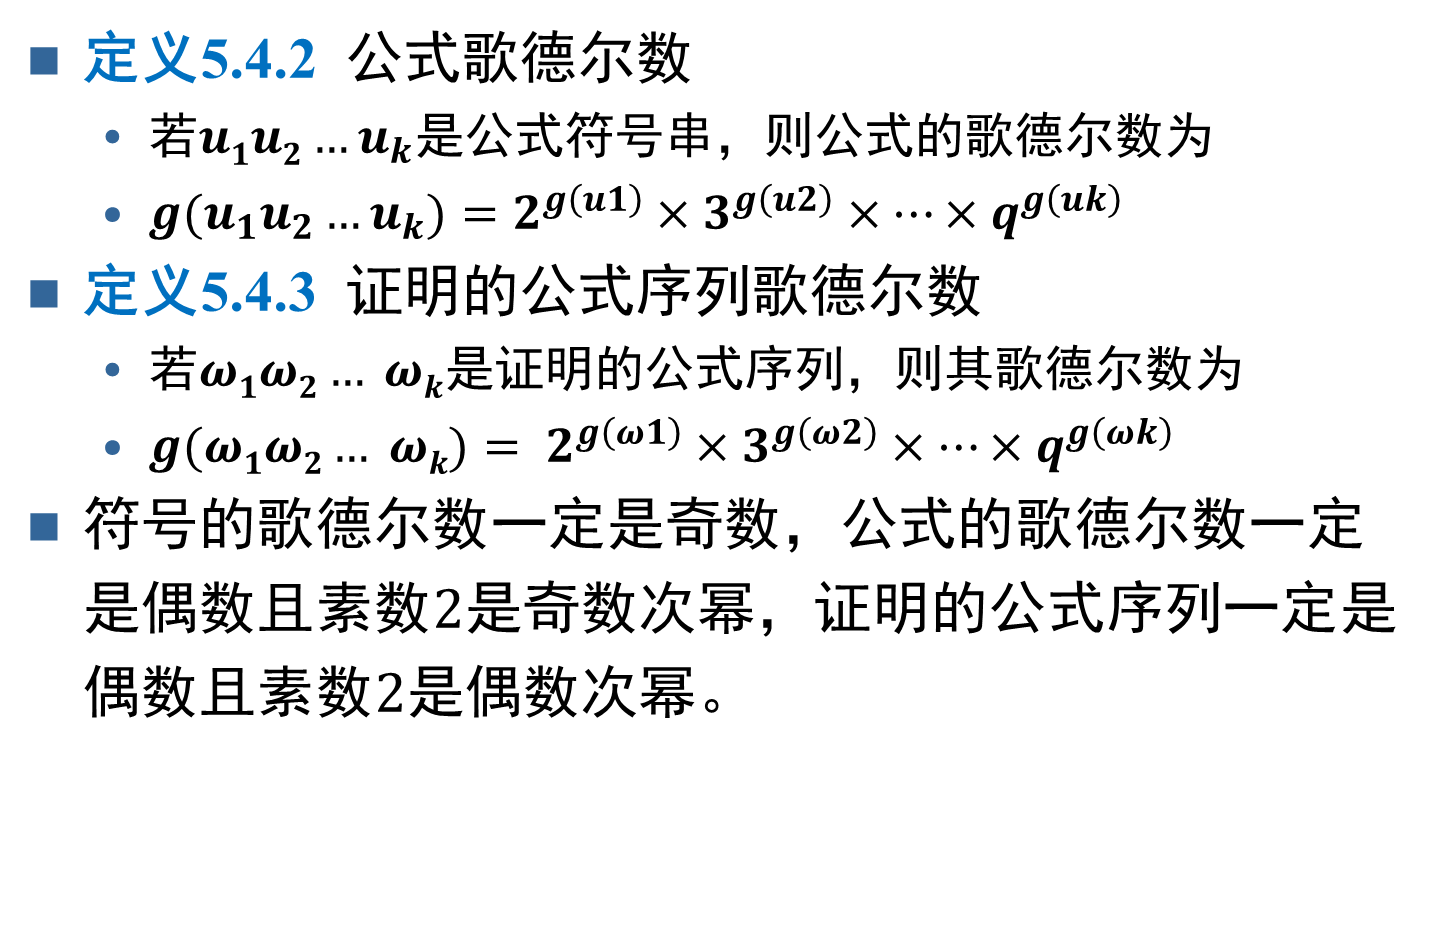 ■ 定义5.4.2 公式歌德尔数
• 若u₁u₂ … uₖ是公式符号串，则公式的歌德尔数为
• g(u₁u₂ … uₖ) = 2^g(u1) × 3^g(u2) × ⋯ × q^g(uk)
■ 定义5.4.3 证明的公式序列歌德尔数
• 若ω₁ω₂ … ωₖ是证明的公式序列，则其歌德尔数为
• g(ω₁ω₂ … ωₖ) = 2^g(ω1) × 3^g(ω2) × ⋯ × q^g(ωk)
■ 符号的歌德尔数一定是奇数，公式的歌德尔数一定
是偶数且素数2是奇数次幂，证明的公式序列一定是
偶数且素数2是偶数次幂。